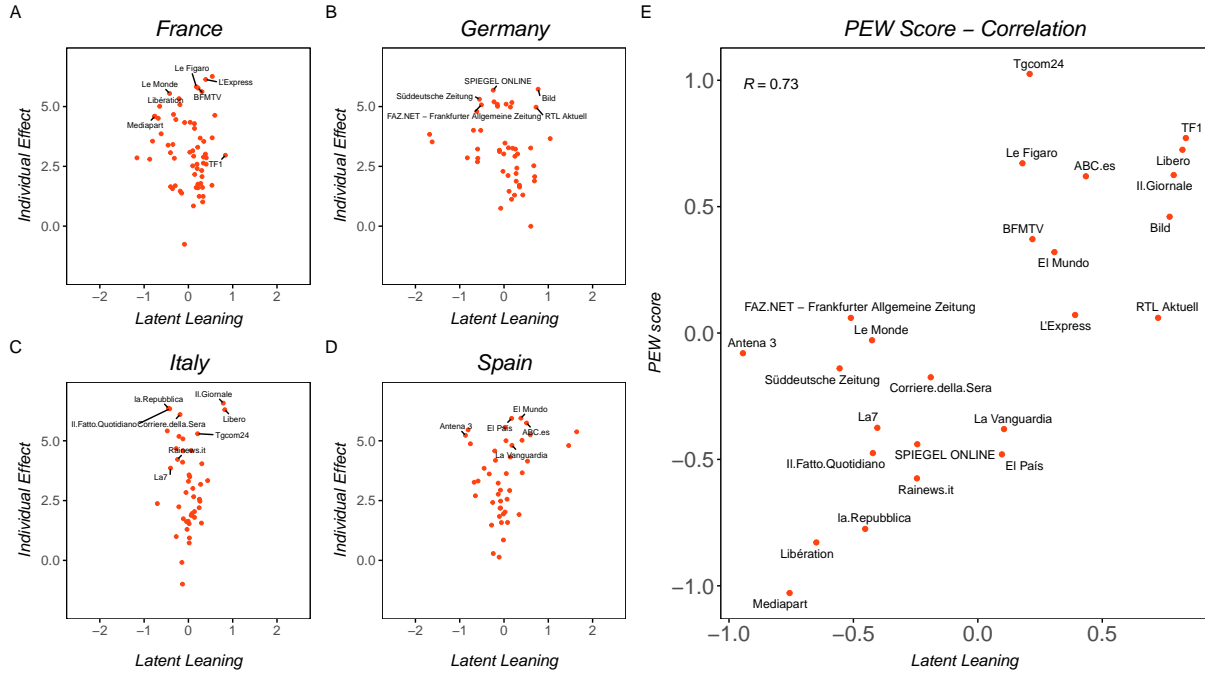 A
France
Individual Effect
5.0
2.5
0.0
Le Figaro
L'Express
Le Monde
BFMTV
Libération
Mediapart
TF1
−2
−1
0
1
2
Latent Leaning
B
Germany
Individual Effect
5.0
2.5
0.0
SPIEGEL ONLINE
Süddeutsche Zeitung
Bild
FAZ.NET − Frankfurter Allgemeine Zeitung
RTL Aktuell
−2
−1
0
1
2
Latent Leaning
C
Italy
Individual Effect
5.0
2.5
0.0
la.Repubblica
Il.Giornale
Il.Fatto.Quotidiano
Corriere.della.Sera
Libero
Tgcom24
Rainews.it
La7
−2
−1
0
1
2
Latent Leaning
D
Spain
Individual Effect
5.0
2.5
0.0
El Mundo
Antena 3
El País
ABC.es
La Vanguardia
−2
−1
0
1
2
Latent Leaning
E
PEW Score − Correlation
PEW score
1.0
0.5
0.0
−0.5
−1.0
R = 0.73
Tgcom24
TF1
Le Figaro
Libero
ABC.es
Il.Giornale
BFMTV
Bild
El Mundo
FAZ.NET − Frankfurter Allgemeine Zeitung
RTL Aktuell
L'Express
Le Monde
Antena 3
Süddeutsche Zeitung
Corriere.della.Sera
La7
La Vanguardia
SPIEGEL ONLINE
Il.Fatto.Quotidiano
El País
Rainews.it
la.Repubblica
Libération
Mediapart
−1.0
−0.5
0.0
0.5
Latent Leaning